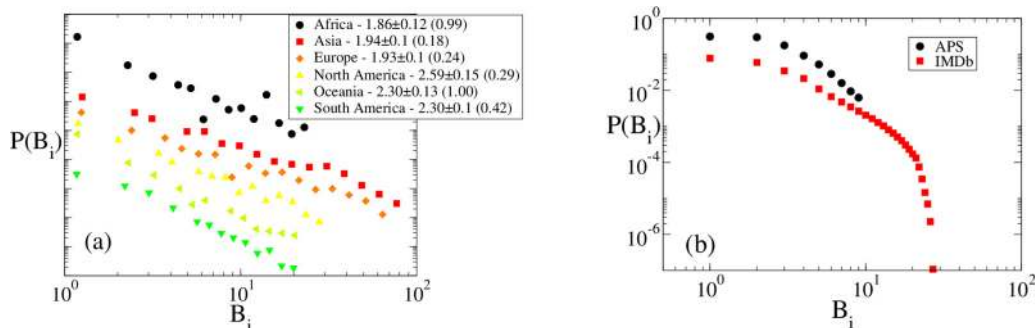 Africa - 1.86±0.12 (0.99)
Asia - 1.94±0.1 (0.18)
Europe - 1.93±0.1 (0.24)
North America - 2.59±0.15 (0.29)
Oceania - 2.30±0.13 (1.00)
South America - 2.30±0.1 (0.42)
P(B_i)
(a)
10^0 10^1 10^2
B_i
10^0
10^-2
10^-4
10^-6
APS
IMDb
P(B_i)
(b)
10^0 10^1 10^2
B_i